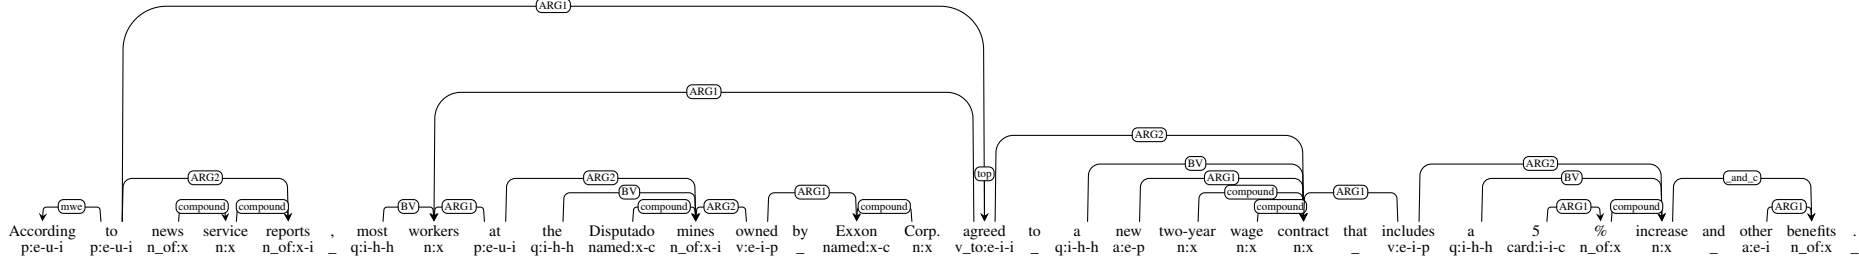 ARG1
ARG1
ARG2
top
BV ARG2
ARG2 ARG2 ARG1 BV _and_c
BV ARG1 compound
mwe compound compound BV ARG1 compound ARG2 compound compound ARG1 ARG1 compound ARG1
According to news service reports , most workers at the Disputado mines owned by Exxon Corp. agreed to a new two-year wage contract that includes a 5 % increase and other benefits .
p:e-u-i p:e-u-i n_of:x n:x n_of:x-i _ q:i-h-h n:x p:e-u-i q:i-h-h named:x-c n_of:x-i v:e-i-p _ named:x-c n:x v_to:e-i-i _ q:i-h-h a:e-p n:x n:x n:x _ v:e-i-p q:i-h-h card:i-i-c n_of:x n:x _ a:e-i n_of:x _